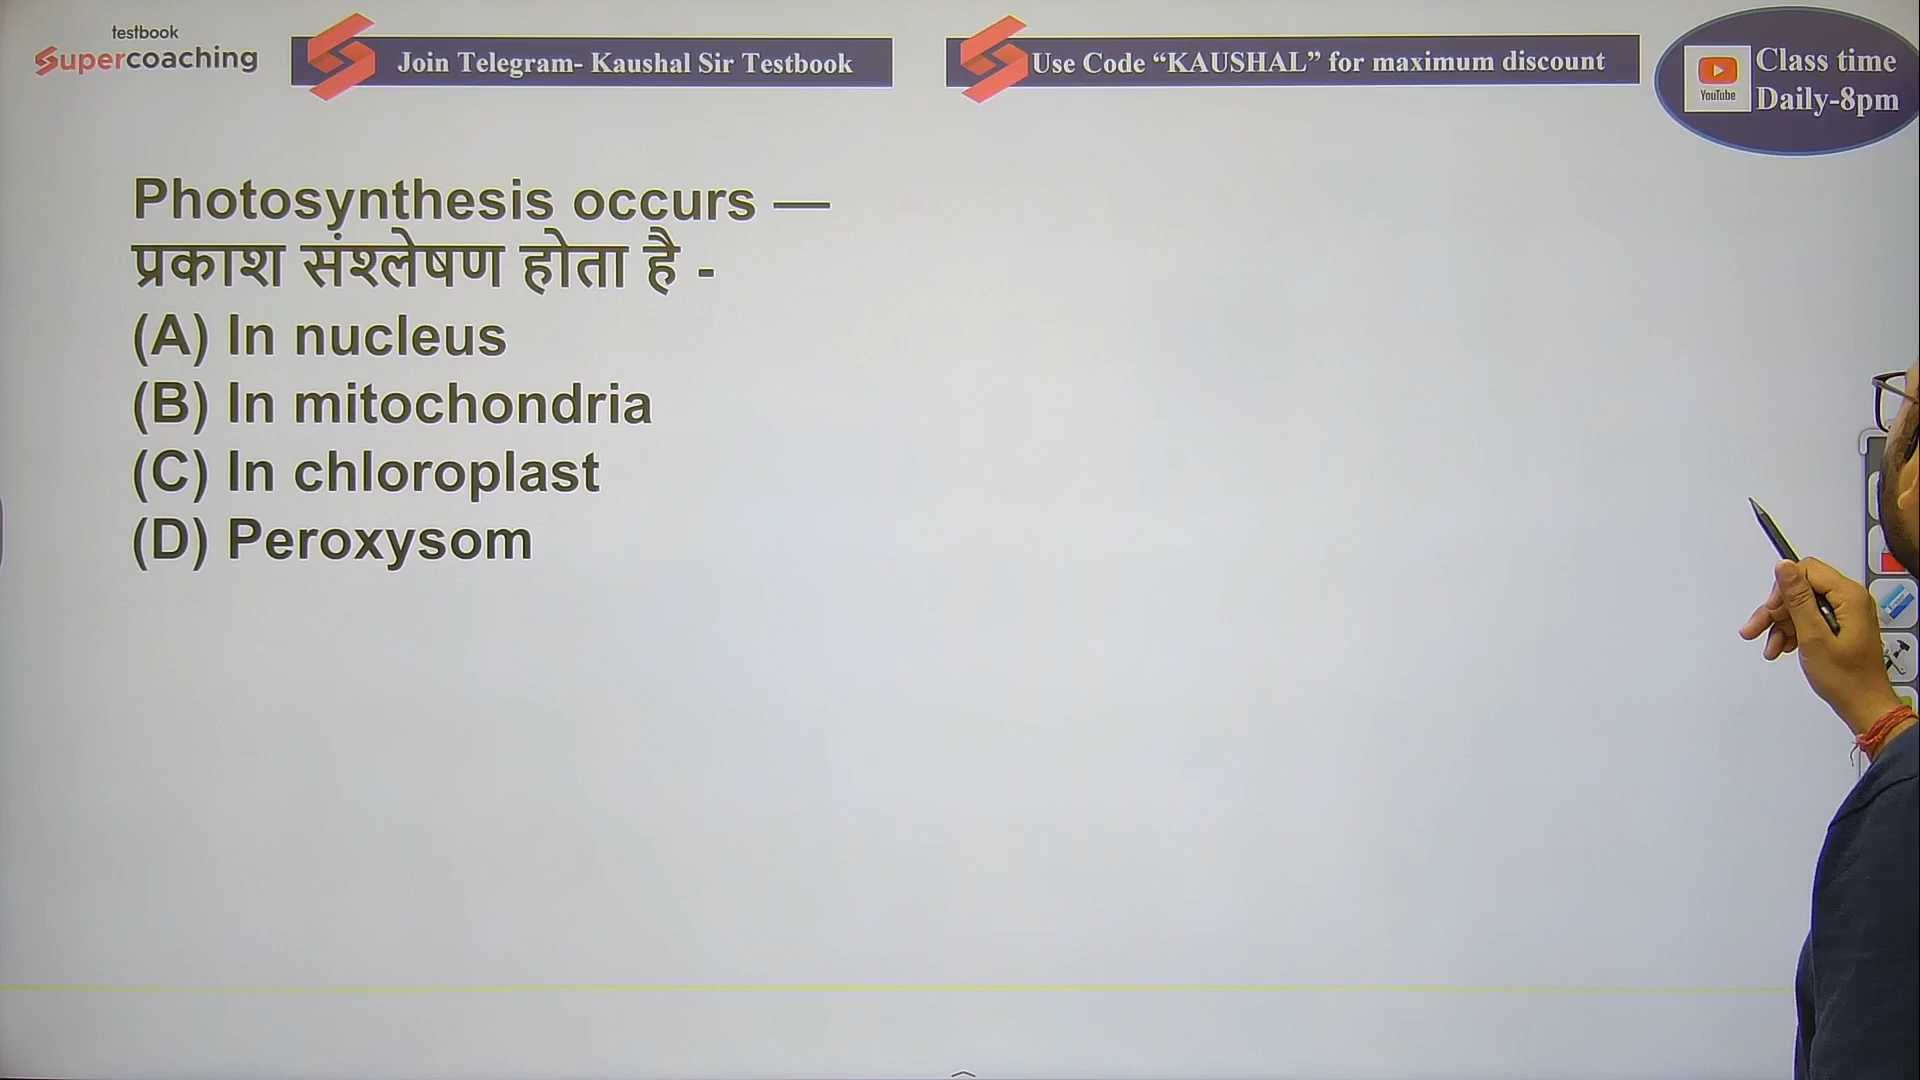 testbook
Supercoaching
Join Telegram- Kaushal Sir Testbook
Use Code “KAUSHAL” for maximum discount
YouTube
Class time
Daily-8pm
Photosynthesis occurs —
प्रकाश संश्लेषण होता है -
(A) In nucleus
(B) In mitochondria
(C) In chloroplast
(D) Peroxysom